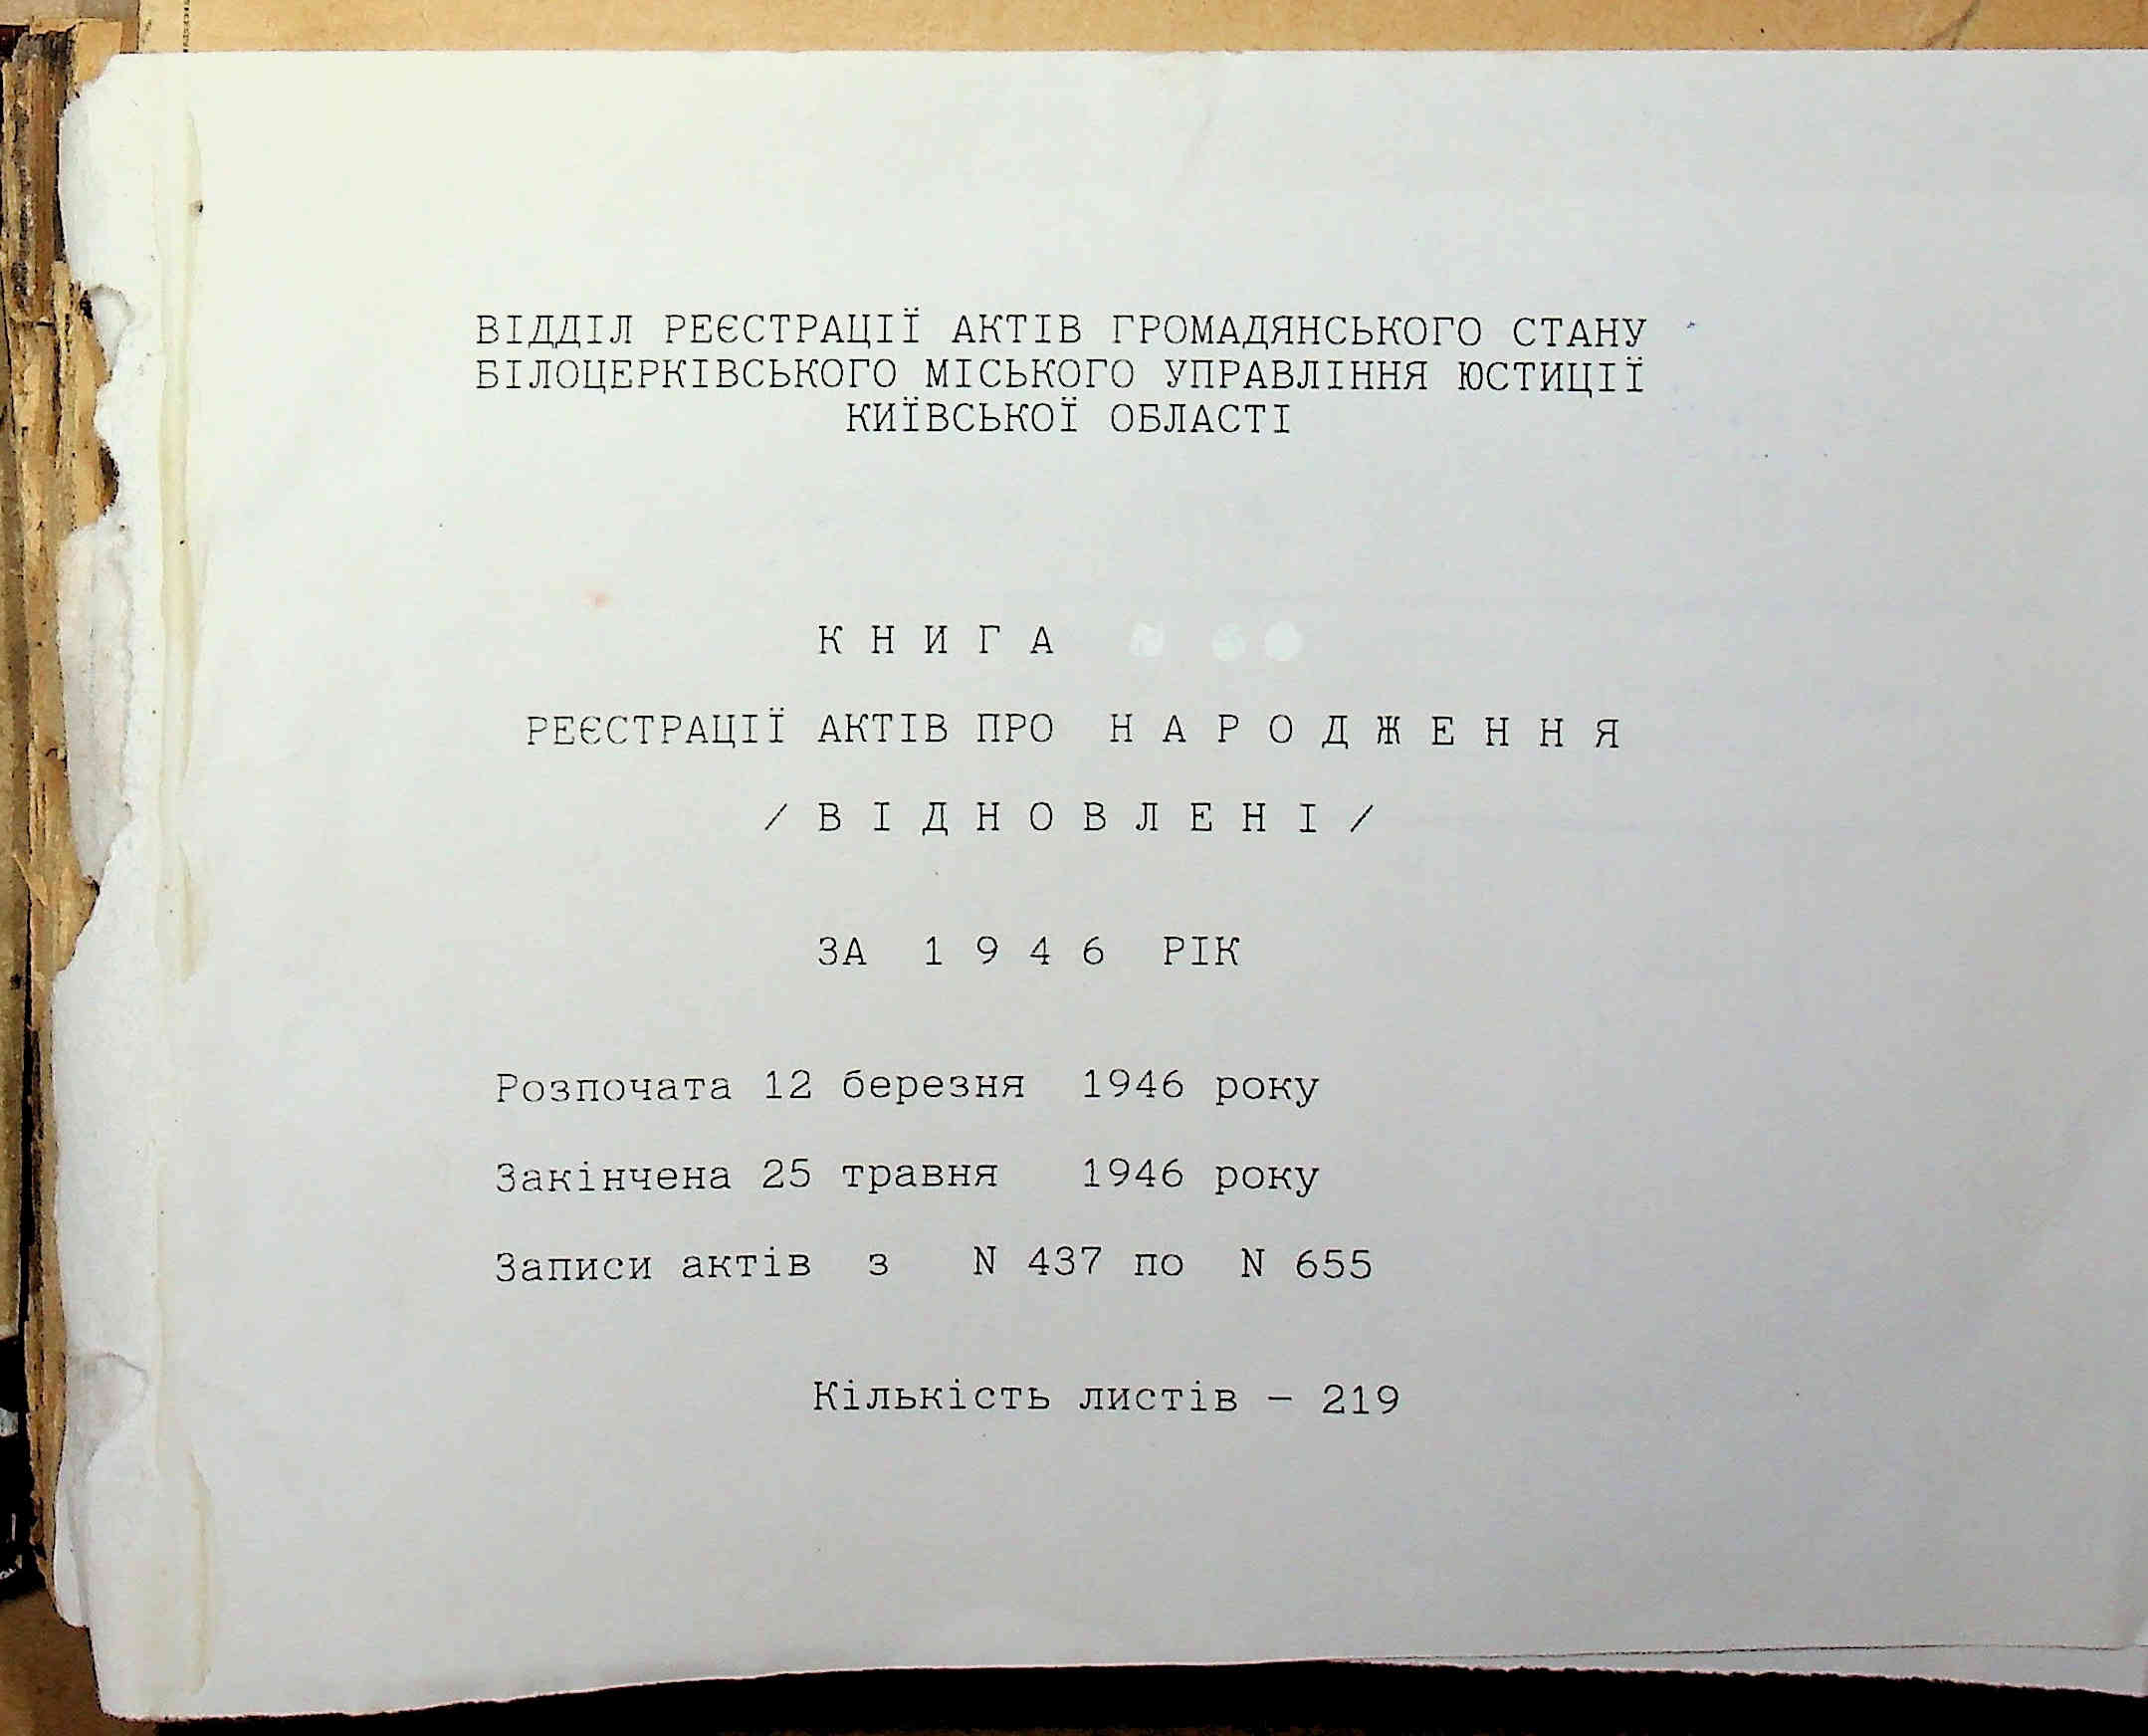 ВІДДІЛ РЕЄСТРАЦІЇ АКТІВ ГРОМАДЯНСЬКОГО СТАНУ
БІЛОЦЕРКІВСЬКОГО МІСЬКОГО УПРАВЛІННЯ ЮСТИЦІЇ
КИЇВСЬКОЇ ОБЛАСТІ
К Н И Г А
РЕЄСТРАЦІЇ АКТІВ ПРО Н А Р О Д Ж Е Н Н Я
/ В І Д Н О В Л Е Н І /
ЗА 1 9 4 6 РІК
Розпочата 12 березня 1946 року
Закінчена 25 травня 1946 року
Записи актів з N 437 по N 655
Кількість листів - 219